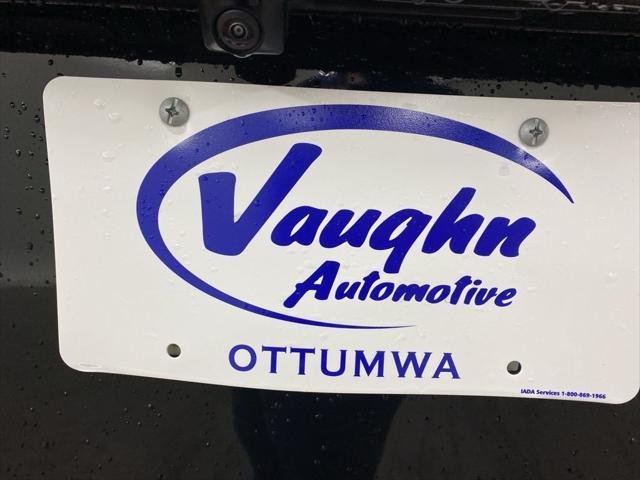 Vaughn
Automotive
OTTUMWA
IADA Services 1-800-869-1966